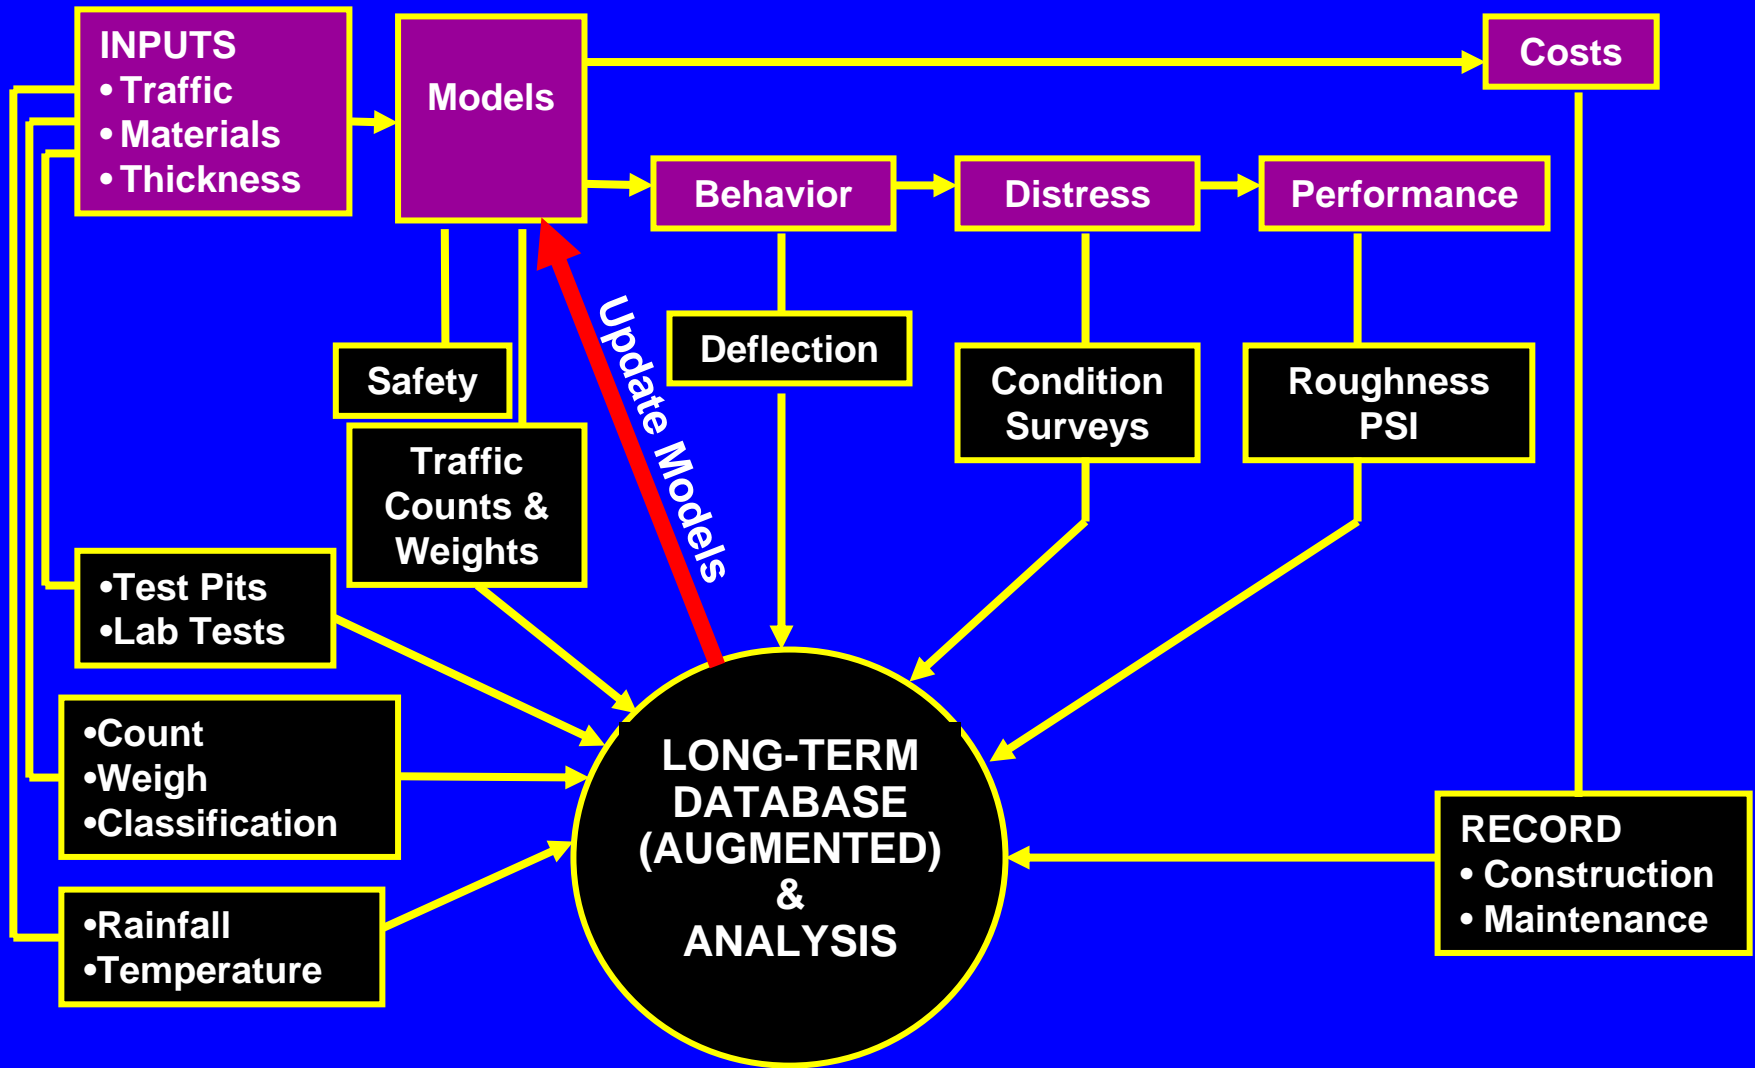 INPUTS
• Traffic
• Materials
• Thickness
Models
Costs
Behavior
Distress
Performance
Safety
Traffic
Counts &
Weights
Update Models
Deflection
Condition
Surveys
Roughness
PSI
•Test Pits
•Lab Tests
•Count
•Weigh
•Classification
•Rainfall
•Temperature
LONG-TERM
DATABASE
(AUGMENTED)
&
ANALYSIS
RECORD
• Construction
• Maintenance